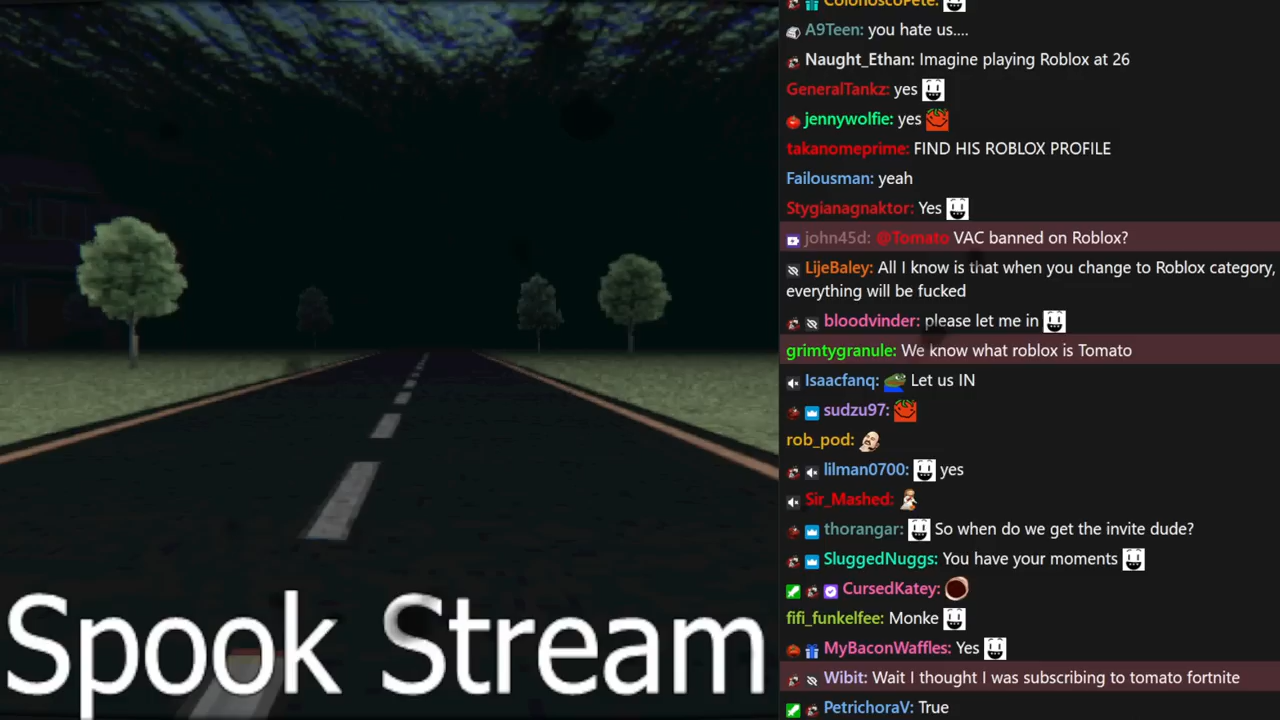 ColonoscoPete:
A9Teen: you hate us....
Naught_Ethan: Imagine playing Roblox at 26
GeneralTankz: yes
jennywolfie: yes
takanomeprime: FIND HIS ROBLOX PROFILE
Failousman: yeah
Stygianagnaktor: Yes
john45d: @Tomato VAC banned on Roblox?
LijeBaley: All I know is that when you change to Roblox category,
everything will be fucked
bloodvinder: please let me in
grimtygranule: We know what roblox is Tomato
Isaacfanq: Let us IN
sudzu97:
rob_pod:
lilman0700: yes
Sir_Mashed:
thorangar: So when do we get the invite dude?
SluggedNuggs: You have your moments
CursedKatey:
fifi_funkelfee: Monke
MyBaconWaffles: Yes
Wibit: Wait I thought I was subscribing to tomato fortnite
PetrichoraV: True
Spook Stream